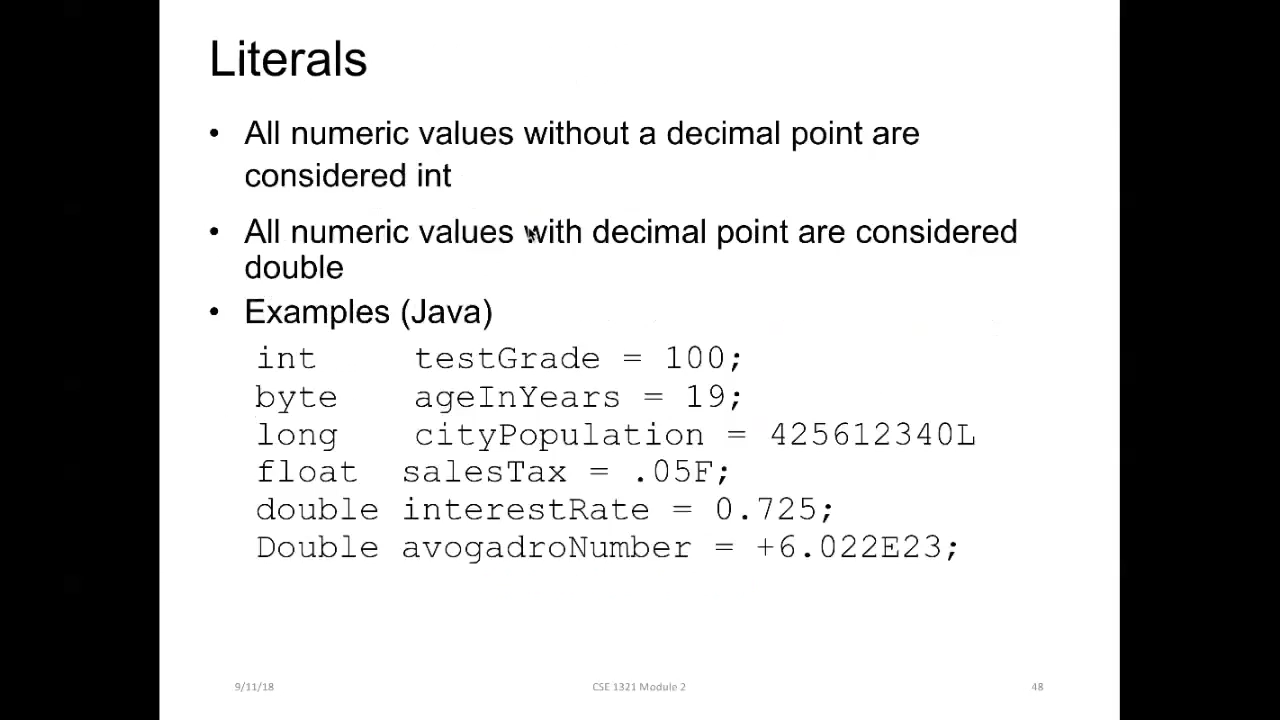 Literals
• All numeric values without a decimal point are
considered int
• All numeric values with decimal point are considered
double
• Examples (Java)
int testGrade = 100;
byte ageInYears = 19;
long cityPopulation = 425612340L
float salesTax = .05F;
double interestRate = 0.725;
Double avogadroNumber = +6.022E23;
9/11/18 CSE 1321 Module 2 48